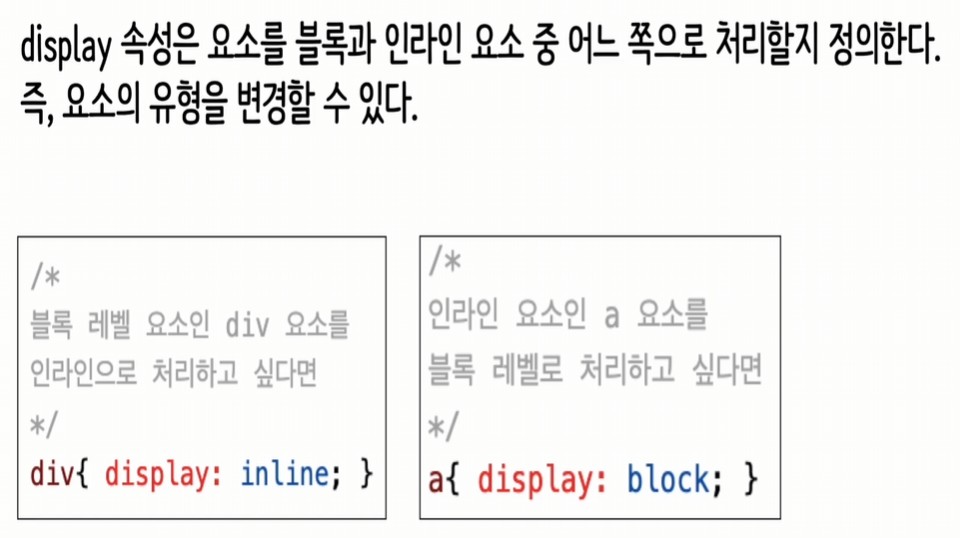 display 속성은 요소를 블록과 인라인 요소 중 어느 쪽으로 처리할지 정의한다.
즉, 요소의 유형을 변경할 수 있다.
/*
블록 레벨 요소인 div 요소를
인라인으로 처리하고 싶다면
*/
div{ display: inline; }
/*
인라인 요소인 a 요소를
블록 레벨로 처리하고 싶다면
*/
a{ display: block; }